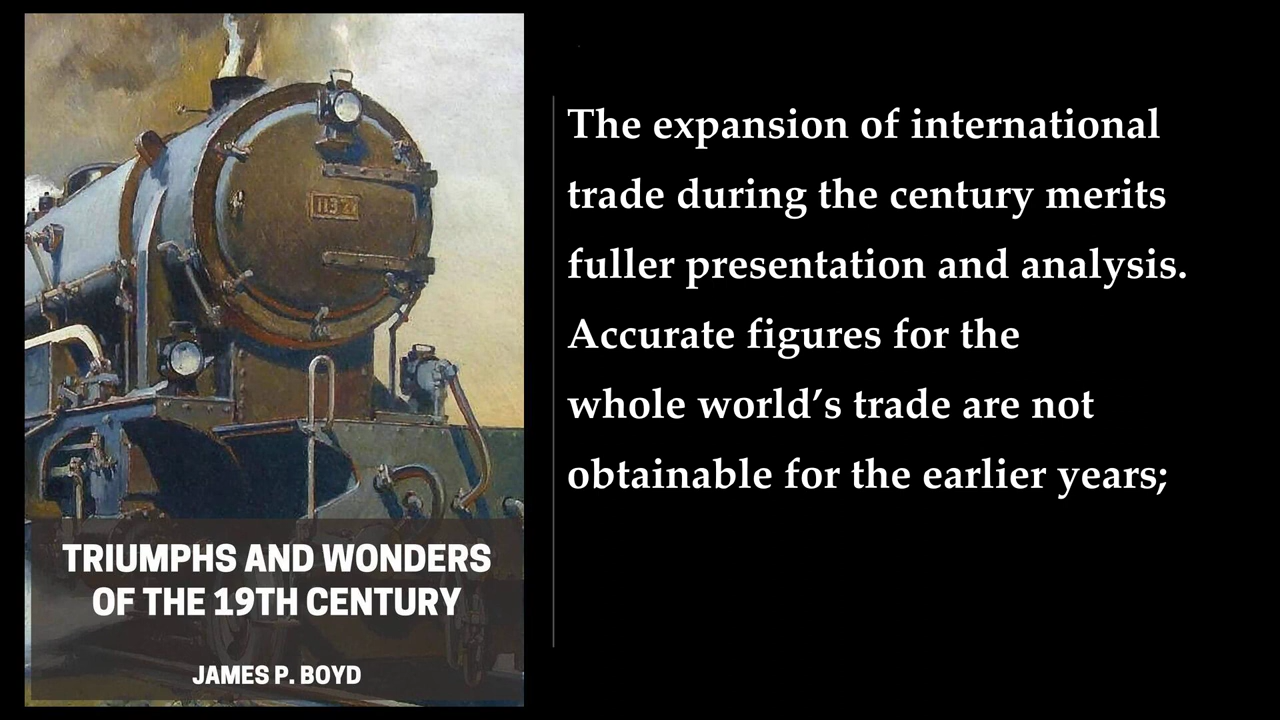 The expansion of international
trade during the century merits
fuller presentation and analysis.
Accurate figures for the
whole world’s trade are not
obtainable for the earlier years;
1132
TRIUMPHS AND WONDERS
OF THE 19TH CENTURY
JAMES P. BOYD